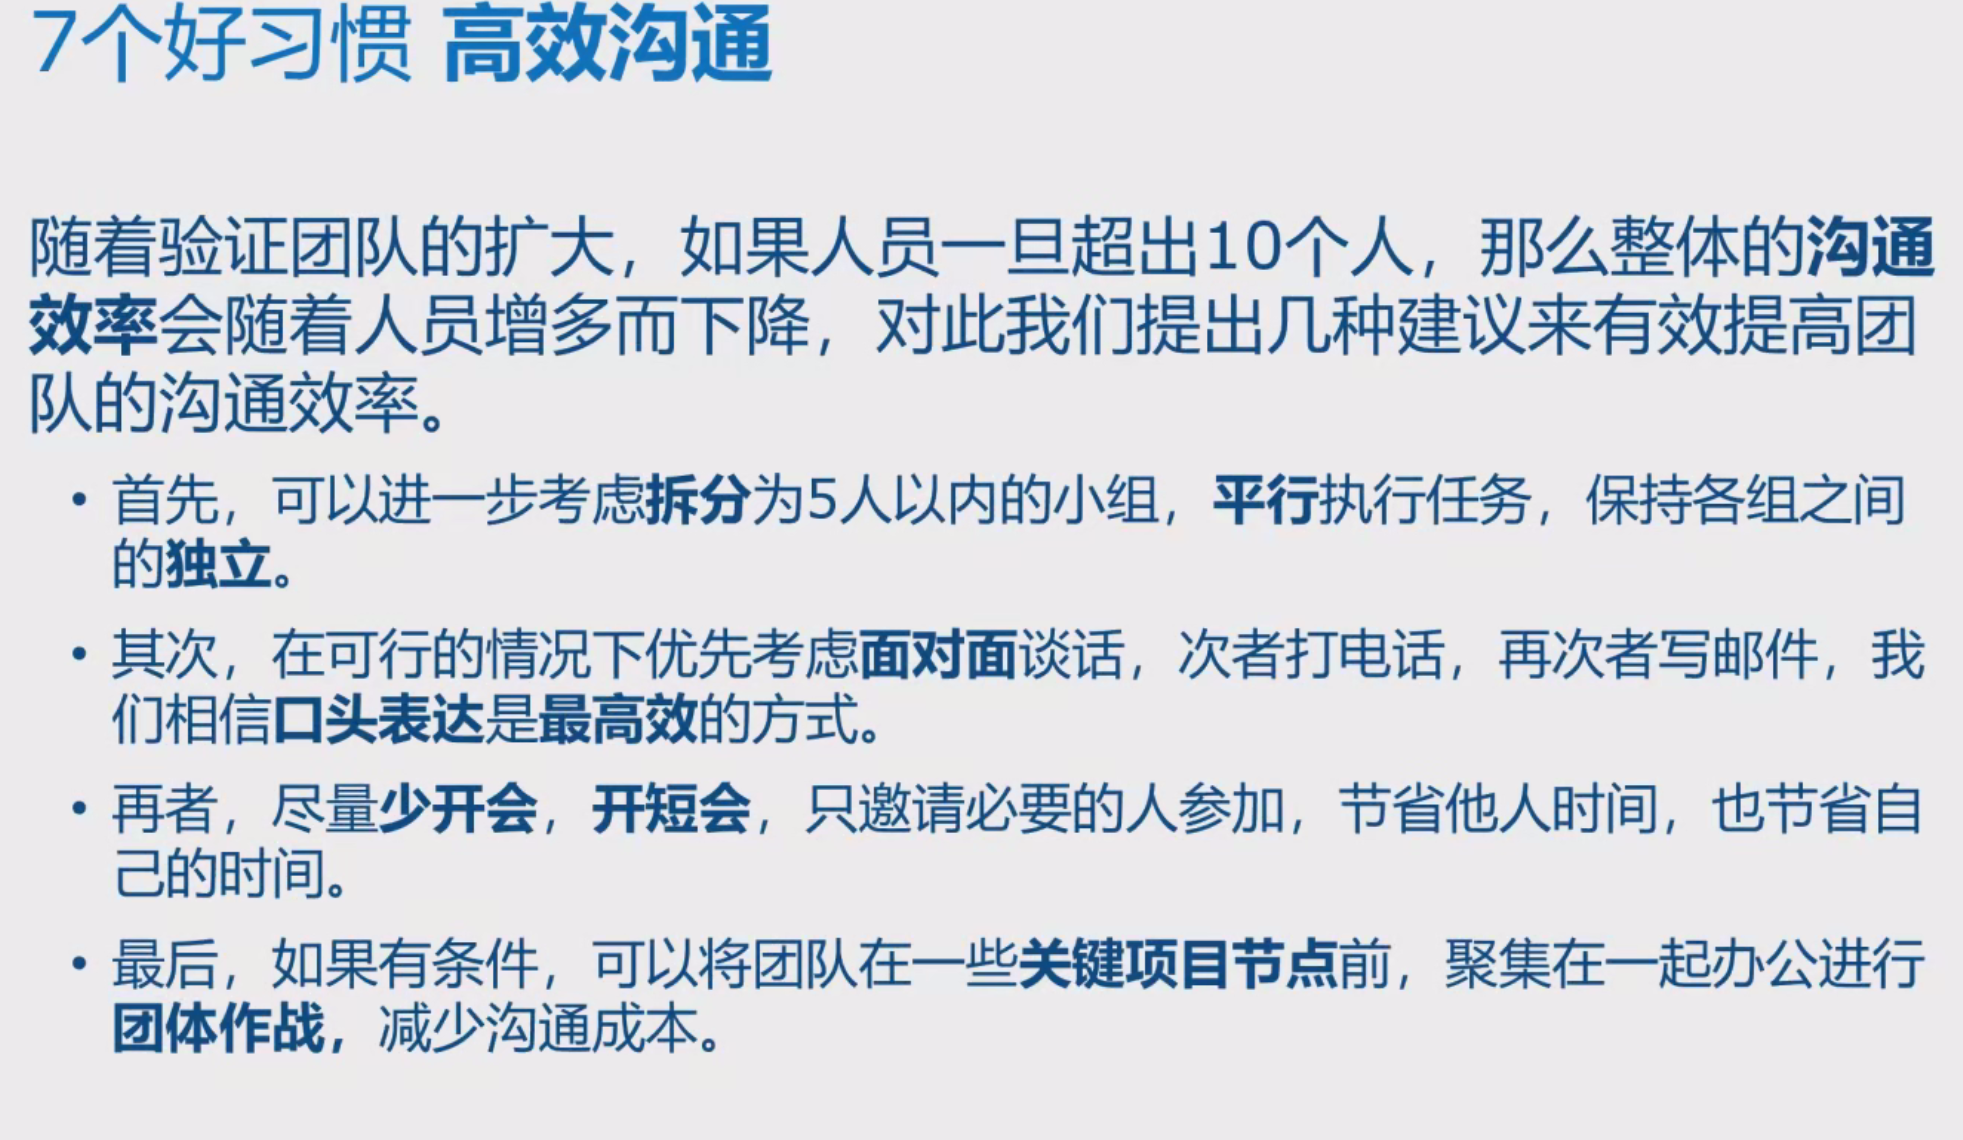 7个好习惯 高效沟通
随着验证团队的扩大，如果人员一旦超出10个人，那么整体的沟通
效率会随着人员增多而下降，对此我们提出几种建议来有效提高团
队的沟通效率。
• 首先，可以进一步考虑拆分为5人以内的小组，平行执行任务，保持各组之间
的独立。
• 其次，在可行的情况下优先考虑面对面谈话，次者打电话，再次者写邮件，我
们相信口头表达是最高效的方式。
• 再者，尽量少开会，开短会，只邀请必要的人参加，节省他人时间，也节省自
己的时间。
• 最后，如果有条件，可以将团队在一些关键项目节点前，聚集在一起办公进行
团体作战，减少沟通成本。